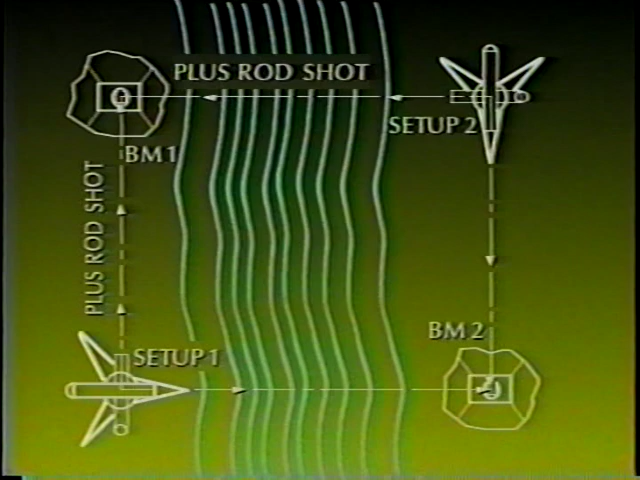 PLUS ROD SHOT
SETUP 2
BM 1
PLUS ROD SHOT
BM 2
SETUP 1